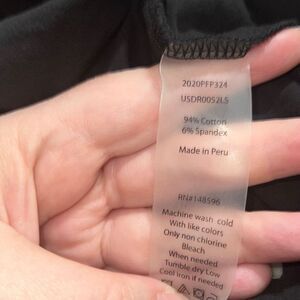 2020PFP324
USDR0052LS
94% Cotton
6% Spandex
Made in Peru
RN#148596
Machine wash cold
With like colors
Only non chlorine
Bleach
When needed
Tumble dry Low
Cool iron if needed